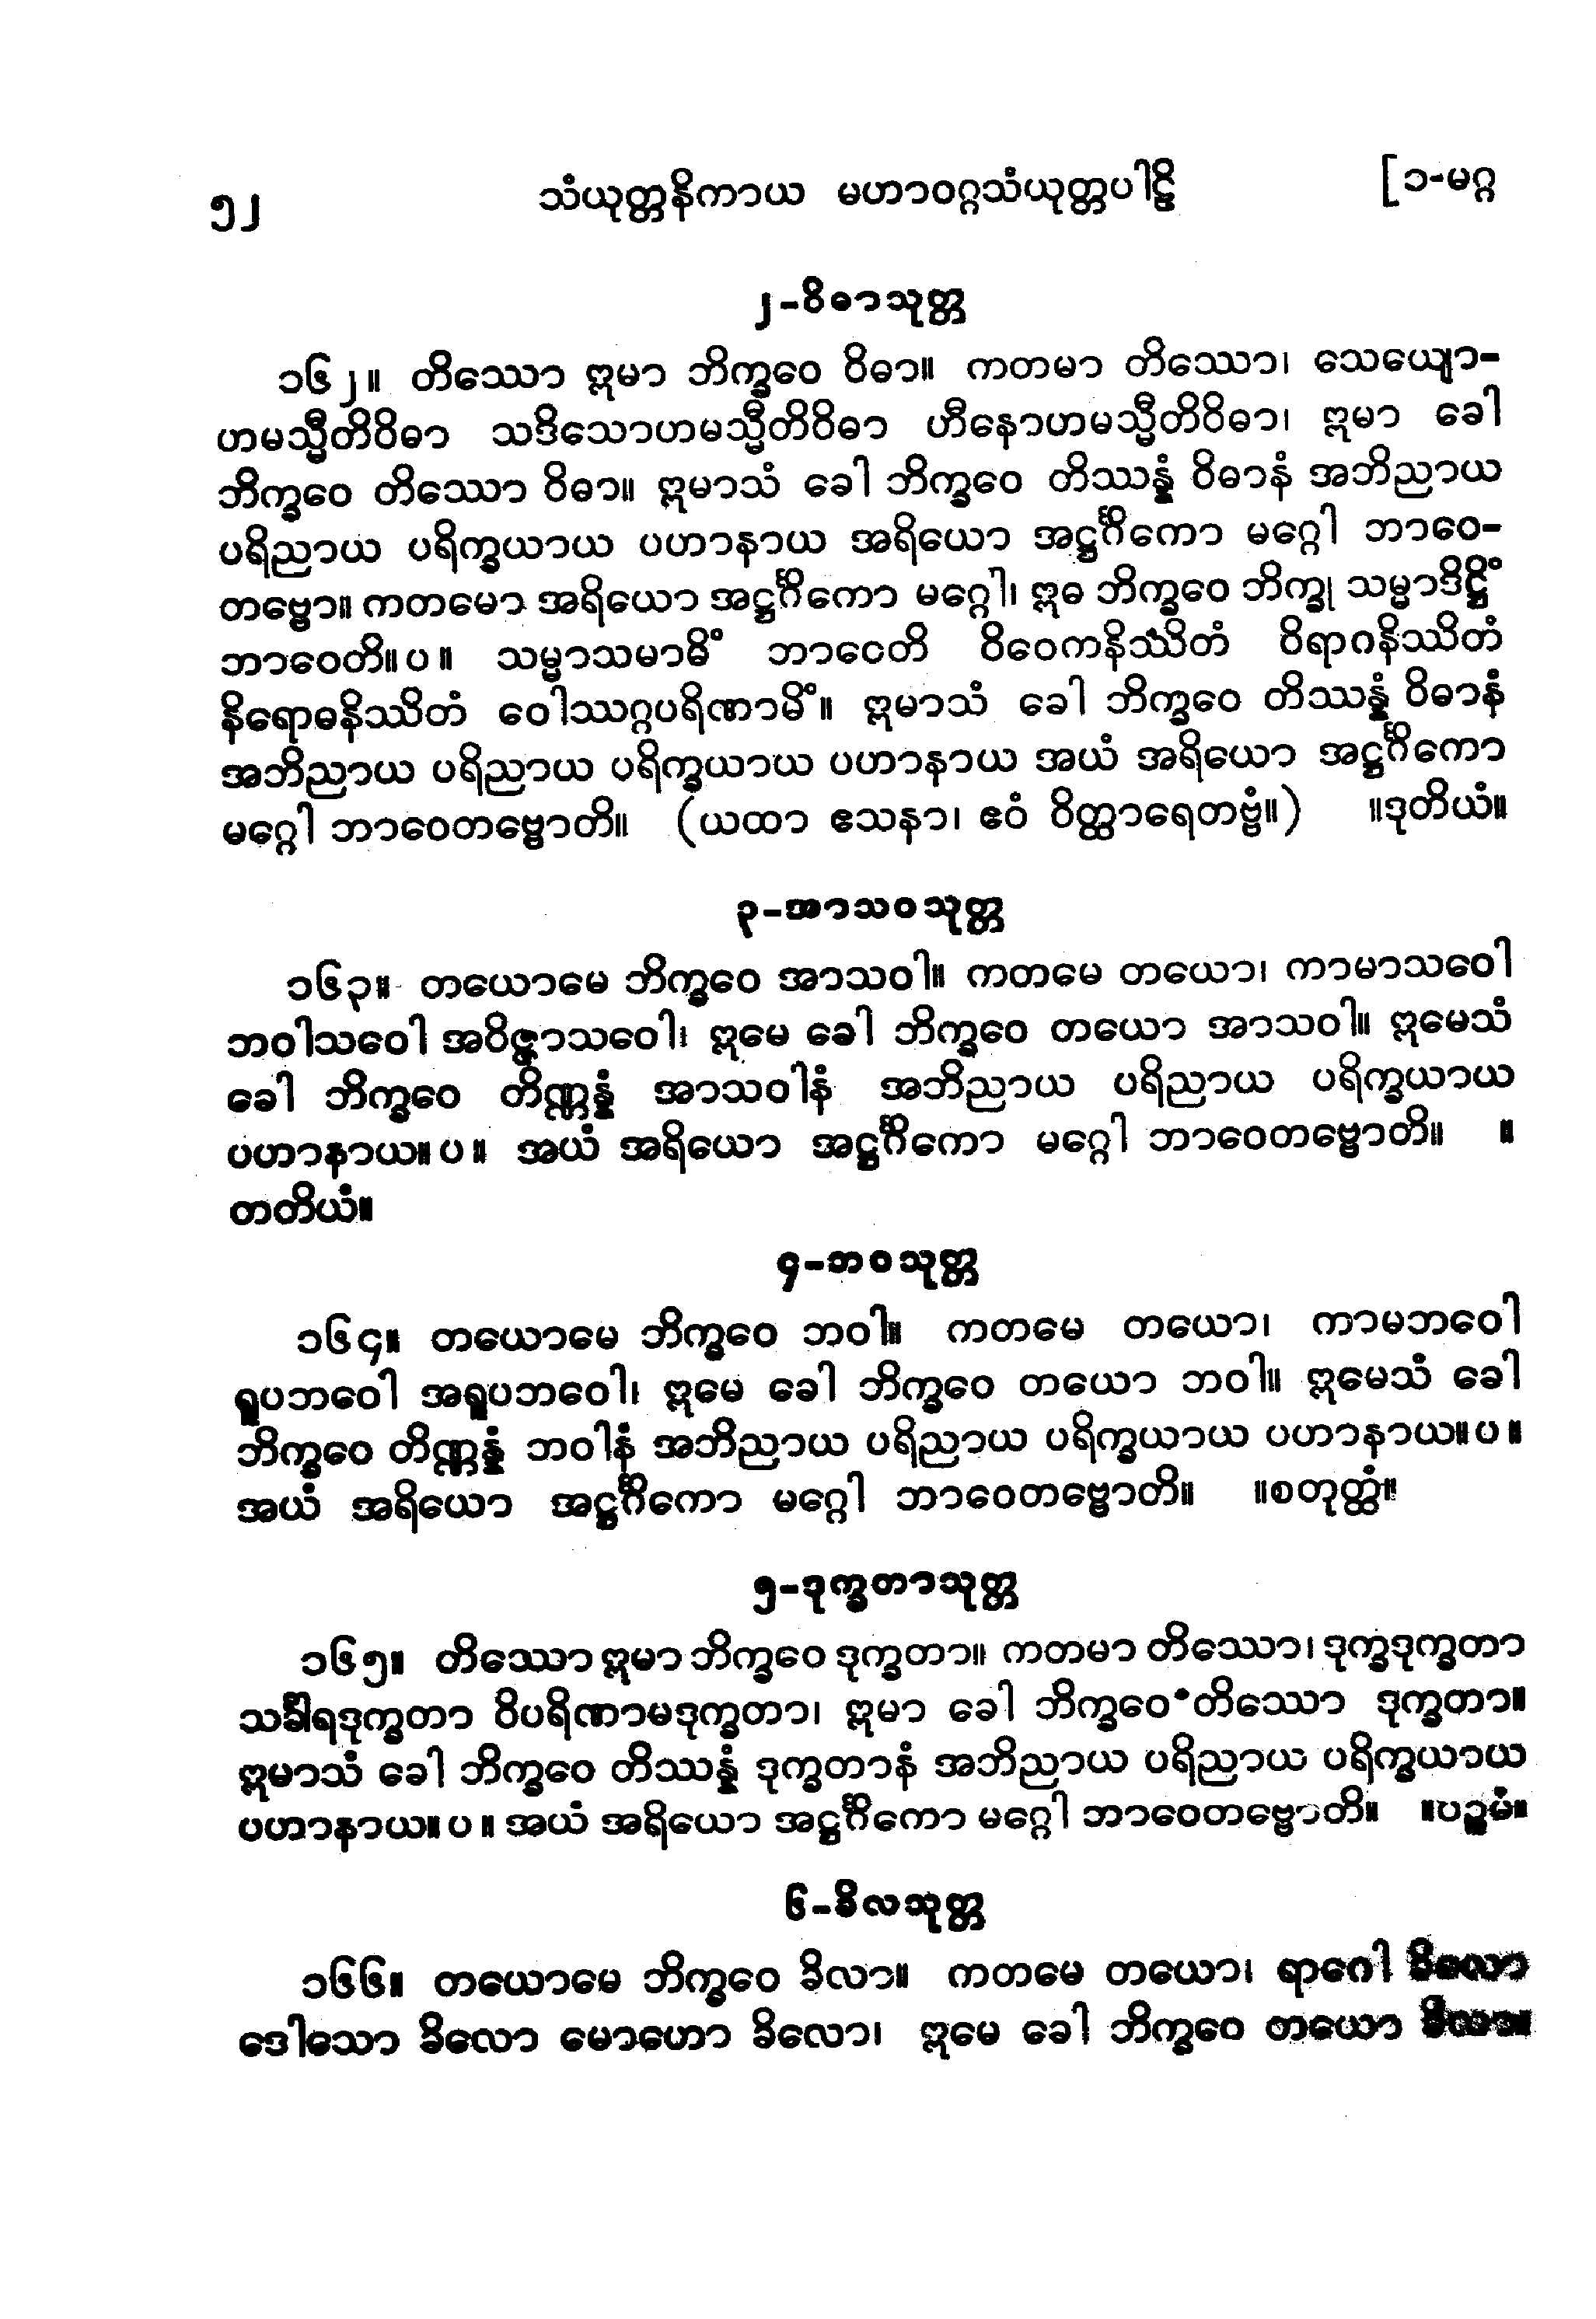 ၅၂ သံယုတ္တနိကာယ မဟာဝဂ္ဂသံယုတ္တပါဠိ [၁-မဂ္ဂ
၂-ဝိဓာသုတ္တ
၁၆၂။ တိဿော ဣမာ ဘိက္ခဝေ ဝိဓာ။ ကတမာ တိဿော၊ သေယျော-
ဟမသ္မီတိဝိဓာ သဒိသောဟမသ္မီတိဝိဓာ ဟီနောဟမသ္မီတိဝိဓာ၊ ဣမာ ခေါ
ဘိက္ခဝေ တိဿော ဝိဓာ။ ဣမာသံ ခေါ ဘိက္ခဝေ တိဿန္နံ ဝိဓာနံ အဘိညာယ
ပရိညာယ ပရိက္ခယာယ ပဟာနာယ အရိယော အဋ္ဌင်္ဂိကော မဂ္ဂေါ ဘာဝေ-
တဗ္ဗော။ ကတမော အရိယော အဋ္ဌင်္ဂိကော မဂ္ဂေါ၊ ဣဓ ဘိက္ခဝေ ဘိက္ခု သမ္မာဒိဋ္ဌိံ
ဘာဝေတိ။ပ။ သမ္မာသမာဓိံ ဘာဝေတိ ဝိဝေကနိဿိတံ ဝိရာဂနိဿိတံ
နိရောဓနိဿိတံ ဝေါဿဂ္ဂပရိဏာမိံ။ ဣမာသံ ခေါ ဘိက္ခဝေ တိဿန္နံ ဝိဓာနံ
အဘိညာယ ပရိညာယ ပရိက္ခယာယ ပဟာနာယ အယံ အရိယော အဋ္ဌင်္ဂိကော
မဂ္ဂေါ ဘာဝေတဗ္ဗောတိ။ (ယထာ ဧသနာ၊ ဧဝံ ဝိတ္ထာရေတဗ္ဗံ။) ။ဒုတိယံ။
၃-အာသဝသုတ္တ
၁၆၃။ တယောမေ ဘိက္ခဝေ အာသဝါ။ ကတမေ တယော၊ ကာမာသဝေါ
ဘဝါသဝေါ အဝိဇ္ဇာသဝေါ၊ ဣမေ ခေါ ဘိက္ခဝေ တယော အာသဝါ။ ဣမေသံ
ခေါ ဘိက္ခဝေ တိဏ္ဏန္နံ အာသဝါနံ အဘိညာယ ပရိညာယ ပရိက္ခယာယ
ပဟာနာယ။ပ။ အယံ အရိယော အဋ္ဌင်္ဂိကော မဂ္ဂေါ ဘာဝေတဗ္ဗောတိ။ ။
တတိယံ။
၄-ဘဝသုတ္တ
၁၆၄။ တယောမေ ဘိက္ခဝေ ဘဝါ။ ကတမေ တယော၊ ကာမဘဝေါ
ရူပဘဝေါ အရူပဘဝေါ၊ ဣမေ ခေါ ဘိက္ခဝေ တယော ဘဝါ။ ဣမေသံ ခေါ
ဘိက္ခဝေ တိဏ္ဏန္နံ ဘဝါနံ အဘိညာယ ပရိညာယ ပရိက္ခယာယ ပဟာနာယ။ပ။
အယံ အရိယော အဋ္ဌင်္ဂိကော မဂ္ဂေါ ဘာဝေတဗ္ဗောတိ။ ။စတုတ္ထံ။
၅-ဒုက္ခတာသုတ္တ
၁၆၅။ တိဿော ဣမာ ဘိက္ခဝေ ဒုက္ခတာ။ ကတမာ တိဿော၊ ဒုက္ခဒုက္ခတာ
သင်္ခါရဒုက္ခတာ ဝိပရိဏာမဒုက္ခတာ၊ ဣမာ ခေါ ဘိက္ခဝေ တိဿော ဒုက္ခတာ။
ဣမာသံ ခေါ ဘိက္ခဝေ တိဿန္နံ ဒုက္ခတာနံ အဘိညာယ ပရိညာယ ပရိက္ခယာယ
ပဟာနာယ။ပ။ အယံ အရိယော အဋ္ဌင်္ဂိကော မဂ္ဂေါ ဘာဝေတဗ္ဗောတိ။ ။ပဉ္စမံ။
၆-ခိလသုတ္တ
၁၆၆။ တယောမေ ဘိက္ခဝေ ခိလာ။ ကတမေ တယော၊ ရာဂေါ ခိလော
ဒေါသော ခိလော မောဟော ခိလော၊ ဣမေ ခေါ ဘိက္ခဝေ တယော ခိလာ။